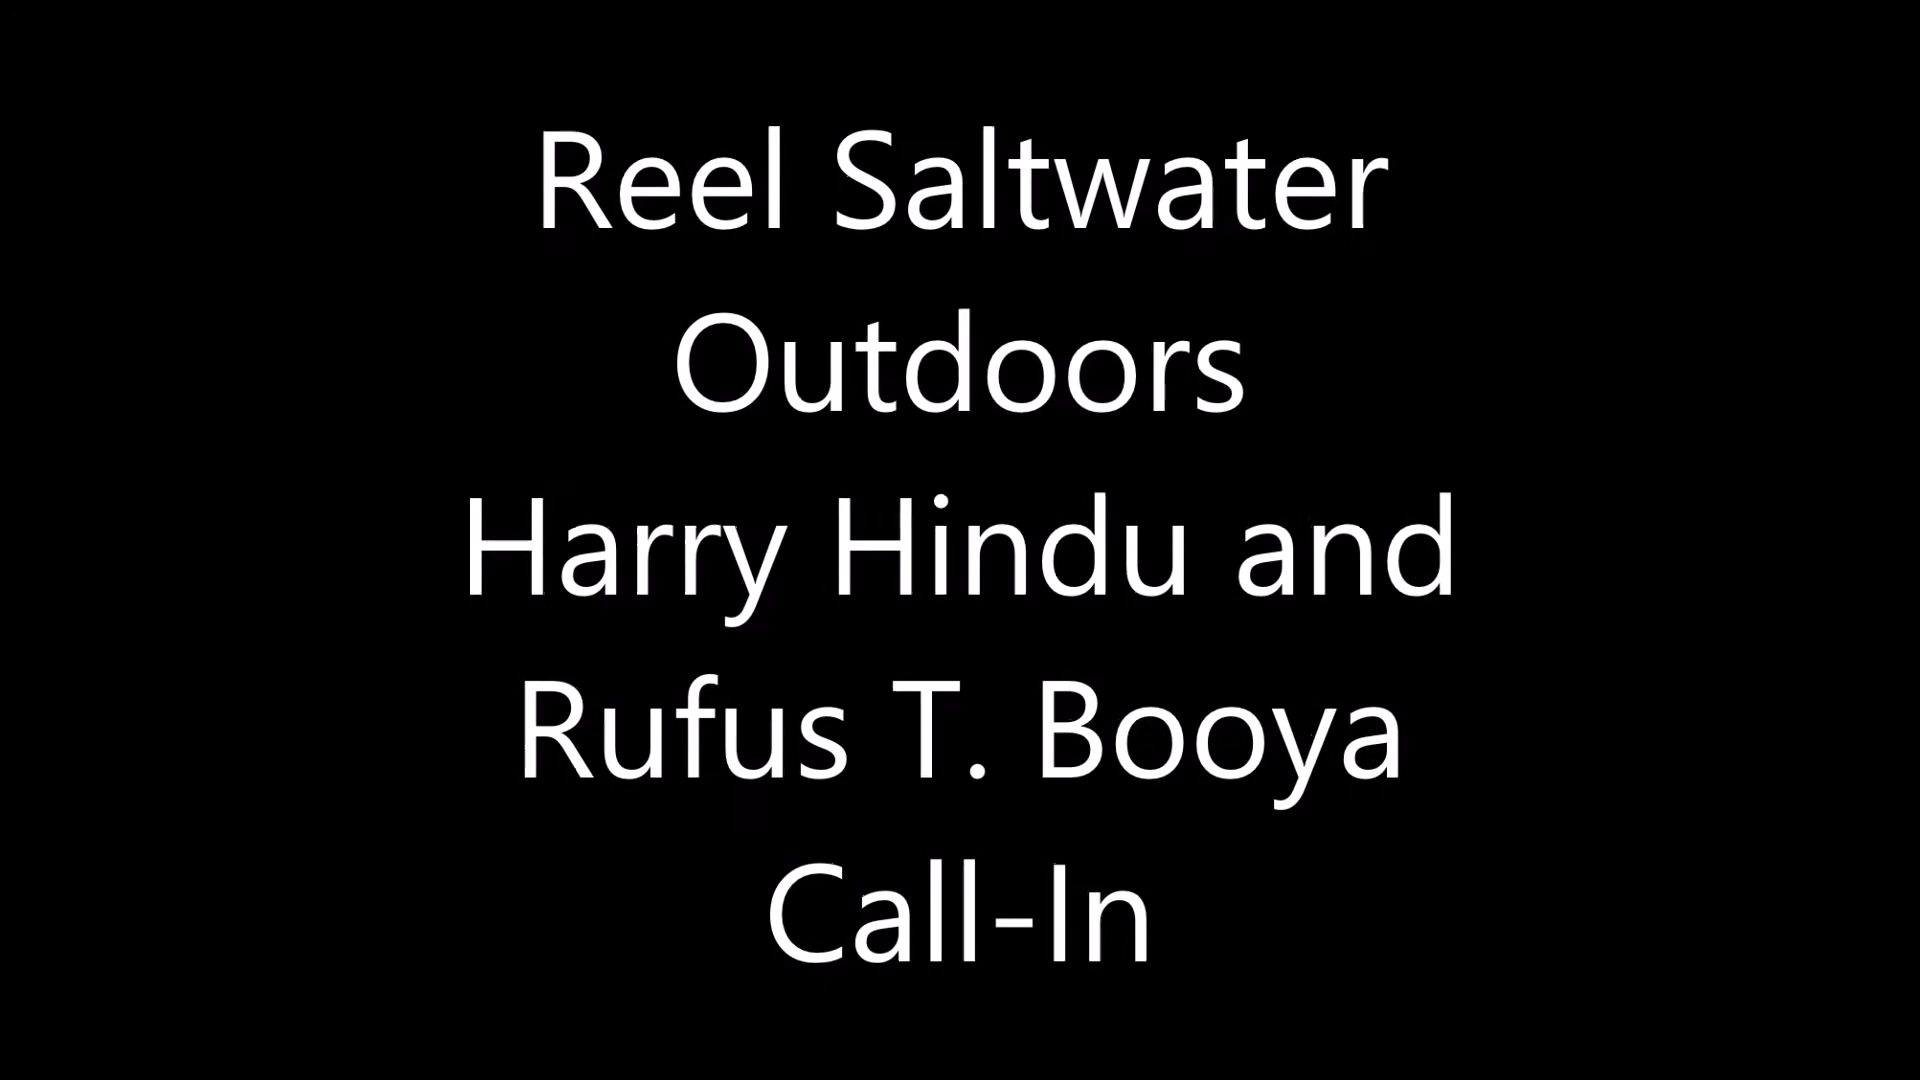 Reel Saltwater
Outdoors
Harry Hindu and
Rufus T. Booya
Call-In